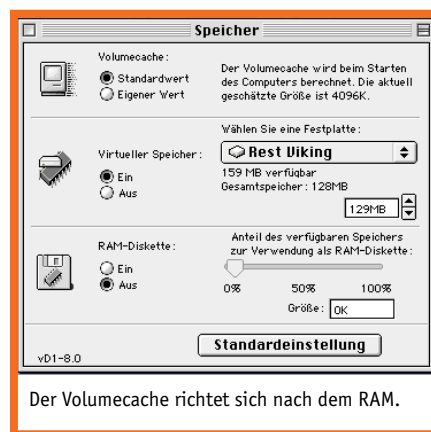 Speicher
Volumecache:
Standardwert
Eigener Wert
Der Volumecache wird beim Starten
des Computers berechnet. Die aktuell
geschätzte Größe ist 4096K.
Wählen Sie eine Festplatte:
Virtueller Speicher:
Ein
Aus
Rest Viking
159 MB verfügbar
Gesamtspeicher: 128MB
129MB
RAM-Diskette:
Ein
Aus
Anteil des verfügbaren Speichers
zur Verwendung als RAM-Diskette:
0% 50% 100%
Größe: 0K
Standardeinstellung
vD1-8.0
Der Volumecache richtet sich nach dem RAM.